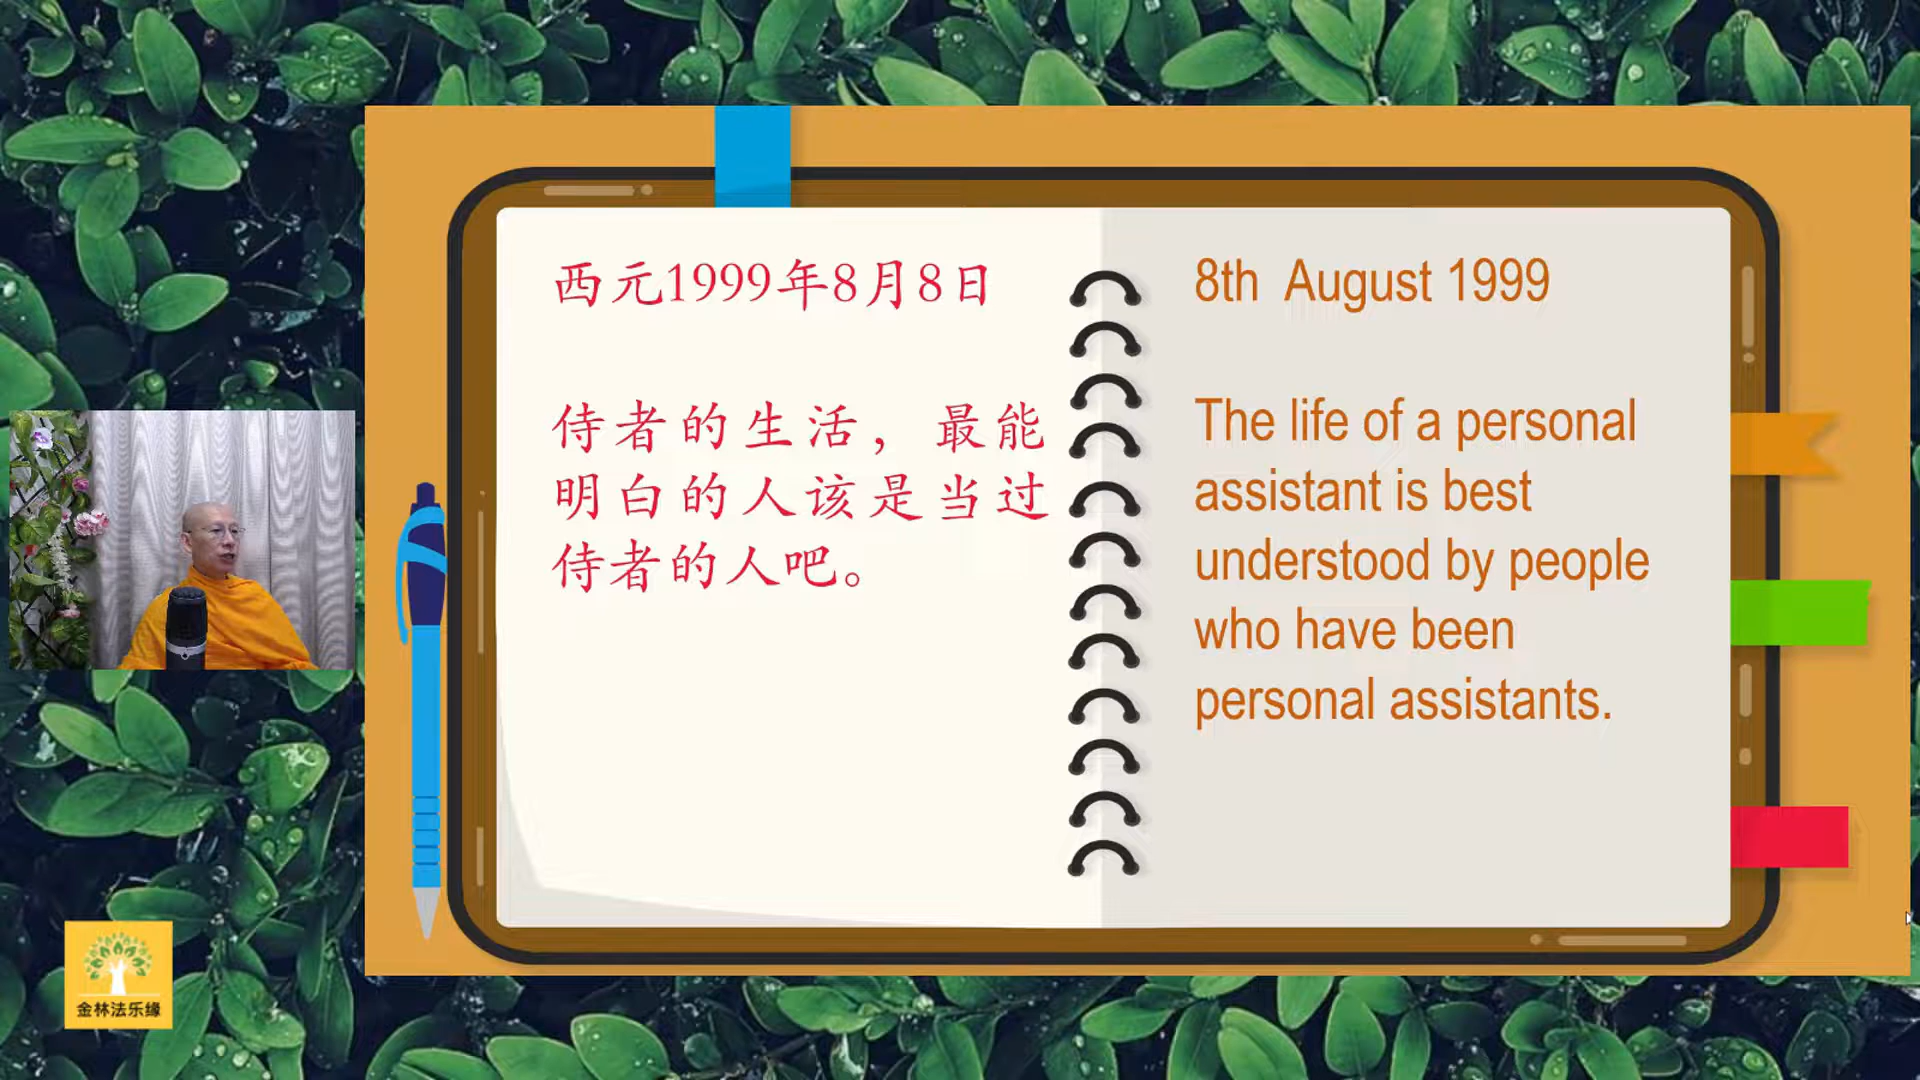 西元1999年8月8日
侍者的生活，最能
明白的人该是当过
侍者的人吧。
8th August 1999
The life of a personal
assistant is best
understood by people
who have been
personal assistants.
金林法乐缘